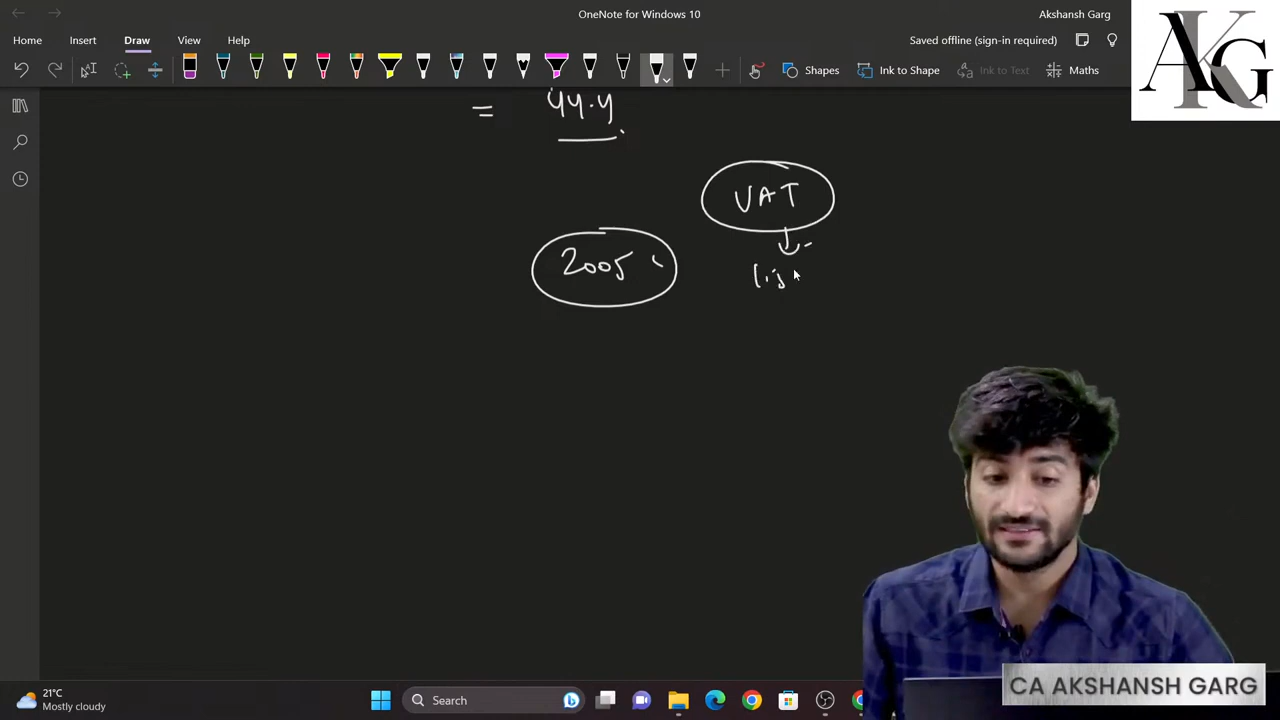 OneNote for Windows 10
Akshansh Garg
Home Insert Draw View Help
Saved offline (sign-in required)
Shapes Ink to Shape Ink to Text Maths
AKG
= 44.4
VAT
2005
21°C
Mostly cloudy
Search
CA AKSHANSH GARG